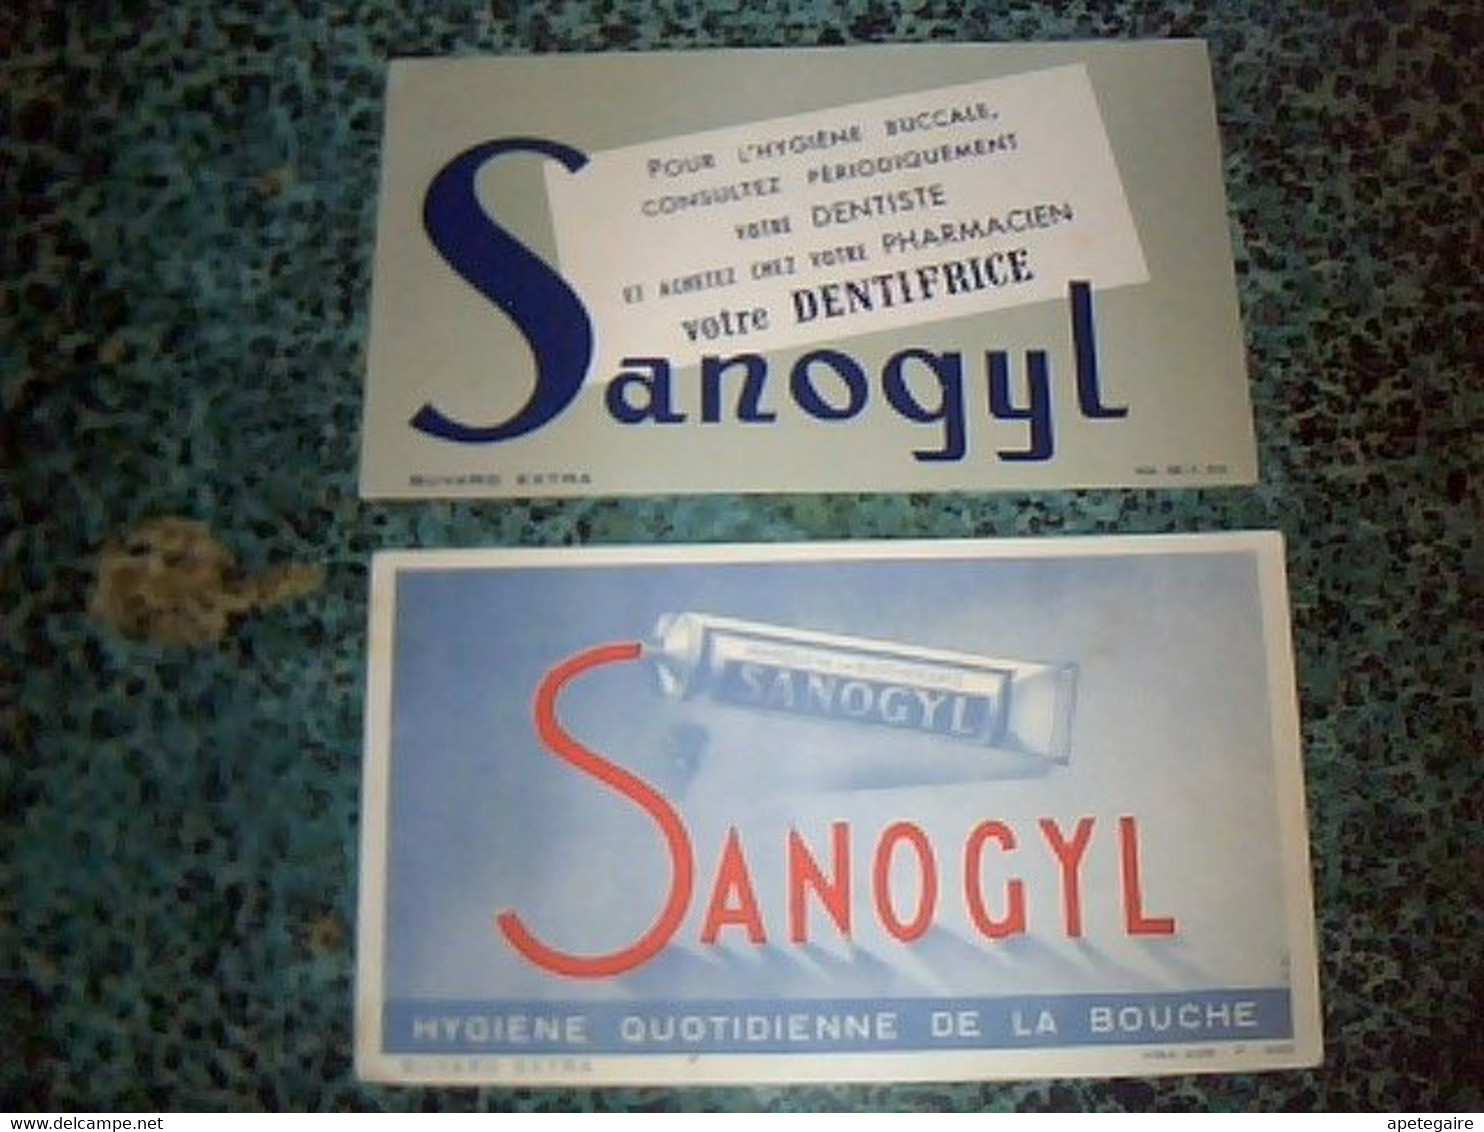 POUR L'HYGIÈNE BUCCALE,
CONSULTEZ PÉRIODIQUEMENT
VOTRE DENTISTE
ET ACHETEZ CHEZ VOTRE PHARMACIEN
votre DENTIFRICE
Sanogyl
BUVARD EXTRA
SANOGYL
SANOGYL
HYGIÈNE QUOTIDIENNE DE LA BOUCHE
BUVARD EXTRA
www.delcampe.net
apetegaire